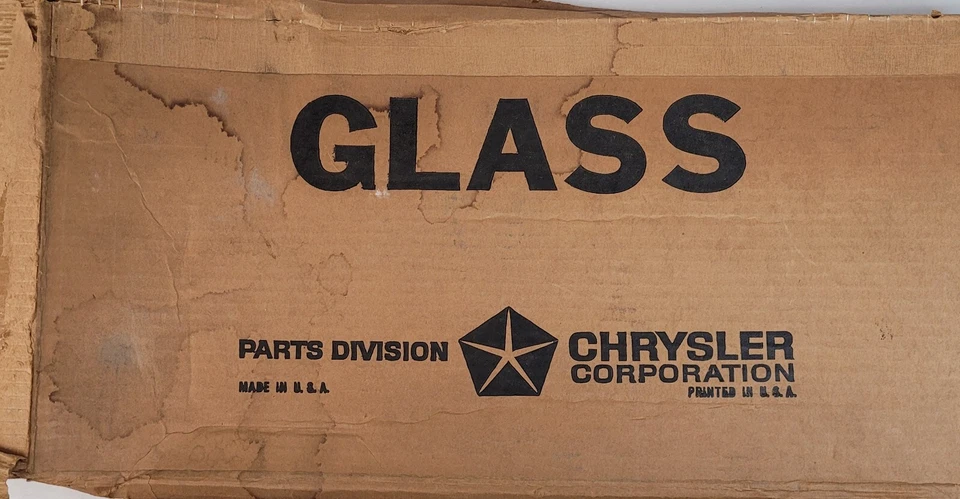 GLASS
PARTS DIVISION
MADE IN U.S.A.
CHRYSLER
CORPORATION
PRINTED IN U.S.A.